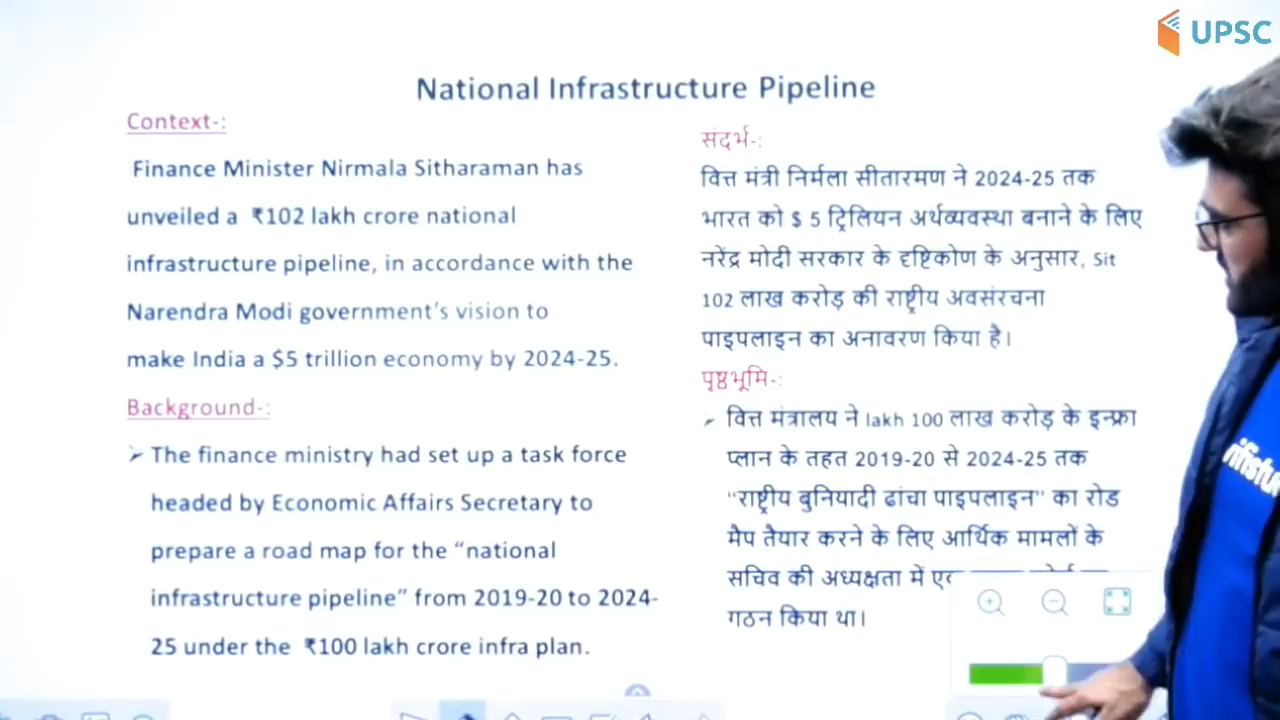 UPSC
National Infrastructure Pipeline
Context-:
Finance Minister Nirmala Sitharaman has
unveiled a ₹102 lakh crore national
infrastructure pipeline, in accordance with the
Narendra Modi government's vision to
make India a $5 trillion economy by 2024-25.
Background-:
➢ The finance ministry had set up a task force
headed by Economic Affairs Secretary to
prepare a road map for the “national
infrastructure pipeline” from 2019-20 to 2024-
25 under the ₹100 lakh crore infra plan.
संदर्भ-:
वित्त मंत्री निर्मला सीतारमण ने 2024-25 तक
भारत को $ 5 ट्रिलियन अर्थव्यवस्था बनाने के लिए
नरेंद्र मोदी सरकार के दृष्टिकोण के अनुसार, Sit
102 लाख करोड़ की राष्ट्रीय अवसंरचना
पाइपलाइन का अनावरण किया है।
पृष्ठभूमि-:
➢ वित्त मंत्रालय ने lakh 100 लाख करोड़ के इन्फ्रा
प्लान के तहत 2019-20 से 2024-25 तक
“राष्ट्रीय बुनियादी ढांचा पाइपलाइन” का रोड
मैप तैयार करने के लिए आर्थिक मामलों के
सचिव की अध्यक्षता में
गठन किया था।